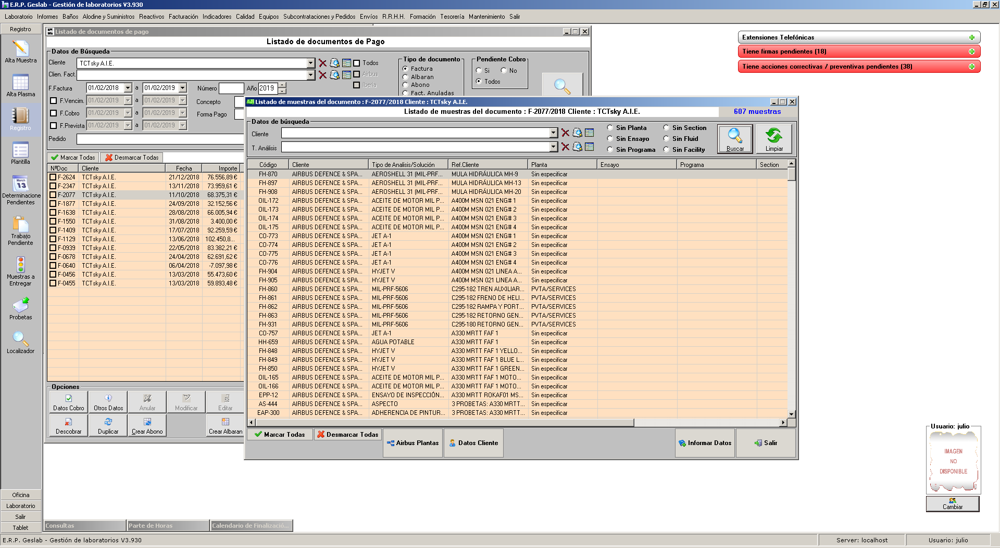 E.R.P. Geslab - Gestión de laboratorios V3.930
Laboratorio Informes Baños Alodine y Suministros Reactivos Facturación Indicadores Calidad Equipos Subcontrataciones y Pedidos Envíos R.R.H.H. Formación Tesorería Mantenimiento Salir
Registro
Alta Muestra
Alta Plasma
Registro
Plantilla
March
13
Determinacione
Pendientes
Trabajo
Pendiente
Muestras a
Entregar
Probetas
Localizador
Oficina
Laboratorio
Salir
Tablet
Listado de documentos de pago
Listado de documentos de Pago
Datos de Búsqueda
Cliente TCTsky A.I.E. Todos
Clien. Fact. Airbus
Iberia
F.Factura 01/02/2018 a 01/02/2019 Número Año 2019
F.Vencim. 01/02/2019 a 01/02/2019 Concepto
F.Cobro 01/02/2019 a 01/02/2019 Forma Pago
F.Prevista 01/02/2019 a 01/02/2019
Pedido
Tipo de documento
Factura
Albaran
Abono
Fact. Anuladas
Pendiente Cobro
Si No
Todos
Marcar Todas Desmarcar Todas
NºDoc Cliente Fecha Importe
F-2624 TCTsky A.I.E. 21/12/2018 76.556,89 €
F-2347 TCTsky A.I.E. 13/11/2018 73.959,61 €
F-2077 TCTsky A.I.E. 11/10/2018 68.375,31 €
F-1877 TCTsky A.I.E. 24/09/2018 32.152,56 €
F-1638 TCTsky A.I.E. 28/08/2018 66.005,94 €
F-1550 TCTsky A.I.E. 31/08/2018 3.400,00 €
F-1409 TCTsky A.I.E. 17/07/2018 92.259,59 €
F-1129 TCTsky A.I.E. 13/06/2018 102.450,8...
F-0939 TCTsky A.I.E. 22/05/2018 83.382,21 €
F-0678 TCTsky A.I.E. 24/04/2018 62.691,62 €
F-0640 TCTsky A.I.E. 06/04/2018 -7.097,98 €
F-0456 TCTsky A.I.E. 13/03/2018 55.473,60 €
F-0455 TCTsky A.I.E. 13/03/2018 59.893,48 €
Opciones
Datos Cobro Otros Datos Anular Modificar Editar
Descobrar Duplicar Crear Abono Crear Albaran
Listado de muestras del documento : F-2077/2018 Cliente : TCTsky A.I.E.
Listado de muestras del documento : F-2077/2018 Cliente : TCTsky A.I.E. 607 muestras
Datos de búsqueda
Cliente
T. Análisis
Sin Planta Sin Section
Sin Ensayo Sin Fluid
Sin Programa Sin Facility
Buscar Limpiar
Código Cliente Tipo de Analisis/Solución Ref.Cliente Planta Ensayo Programa Section
FH-870 AIRBUS DEFENCE & SPA... AEROSHELL 31 (MIL-PRF... MULA HIDRÁULICA MH-9 Sin especificar
FH-897 AIRBUS DEFENCE & SPA... AEROSHELL 31 (MIL-PRF... MULA HIDRÁULICA MH-13 Sin especificar
FH-908 AIRBUS DEFENCE & SPA... AEROSHELL 31 (MIL-PRF... MULA HIDRÁULICA MH-20 Sin especificar
OIL-172 AIRBUS DEFENCE & SPA... ACEITE DE MOTOR MIL P... A400M MSN 021 ENG# 1 Sin especificar
OIL-173 AIRBUS DEFENCE & SPA... ACEITE DE MOTOR MIL P... A400M MSN 021 ENG# 2 Sin especificar
OIL-174 AIRBUS DEFENCE & SPA... ACEITE DE MOTOR MIL P... A400M MSN 021 ENG# 3 Sin especificar
OIL-175 AIRBUS DEFENCE & SPA... ACEITE DE MOTOR MIL P... A400M MSN 021 ENG# 4 Sin especificar
CO-773 AIRBUS DEFENCE & SPA... JET A-1 A400M MSN 021 ENG# 1 Sin especificar
CO-774 AIRBUS DEFENCE & SPA... JET A-1 A400M MSN 021 ENG# 2 Sin especificar
CO-775 AIRBUS DEFENCE & SPA... JET A-1 A400M MSN 021 ENG# 3 Sin especificar
CO-776 AIRBUS DEFENCE & SPA... JET A-1 A400M MSN 021 ENG# 4 Sin especificar
FH-904 AIRBUS DEFENCE & SPA... HYJET V A400M MSN 021 LINEA A... Sin especificar
FH-905 AIRBUS DEFENCE & SPA... HYJET V A400M MSN 021 LINEA A... Sin especificar
FH-860 AIRBUS DEFENCE & SPA... MIL-PRF-5606 C295-182 TREN AUXILIAR... PVTA/SERVICES
FH-861 AIRBUS DEFENCE & SPA... MIL-PRF-5606 C295-182 FRENO DE HELI... PVTA/SERVICES
FH-862 AIRBUS DEFENCE & SPA... MIL-PRF-5606 C295-182 RAMPA Y PORT... PVTA/SERVICES
FH-863 AIRBUS DEFENCE & SPA... MIL-PRF-5606 C295-182 RETORNO GEN... PVTA/SERVICES
FH-931 AIRBUS DEFENCE & SPA... MIL-PRF-5606 C295-180 RETORNO GEN... PVTA/SERVICES
CO-757 AIRBUS DEFENCE & SPA... JET A-1 A330 MRTT FAF 1 Sin especificar
HH-659 AIRBUS DEFENCE & SPA... AGUA POTABLE A330 MRTT FAF 1 Sin especificar
FH-848 AIRBUS DEFENCE & SPA... HYJET V A330 MRTT FAF 1 YELLO... Sin especificar
FH-849 AIRBUS DEFENCE & SPA... HYJET V A330 MRTT FAF 1 BLUE L... Sin especificar
FH-850 AIRBUS DEFENCE & SPA... HYJET V A330 MRTT FAF 1 GREEN... Sin especificar
OIL-165 AIRBUS DEFENCE & SPA... ACEITE DE MOTOR MIL P... A330 MRTT FAF 1 MOTO... Sin especificar
OIL-166 AIRBUS DEFENCE & SPA... ACEITE DE MOTOR MIL P... A330 MRTT FAF 1 MOTO... Sin especificar
EPP-12 AIRBUS DEFENCE & SPA... ENSAYO DE INSPECCIÓN... A330 MRTT ROKAF01 MS... Sin especificar
AS-444 AIRBUS DEFENCE & SPA... ASPECTO 3 PROBETAS: A330 MRTT... Sin especificar
EAP-300 AIRBUS DEFENCE & SPA... ADHERENCIA DE PINTUR... 3 PROBETAS: A330 MRTT... Sin especificar
Marcar Todas Desmarcar Todas Airbus Plantas Datos Cliente Informar Datos Salir
Extensiones Telefónicas
Tiene firmas pendientes (18)
Tiene acciones correctivas / preventivas pendientes (38)
Usuario: julio
IMAGEN
NO
DISPONIBLE
Cambiar
Consultas Parte de Horas Calendario de Finalizació...
E.R.P. Geslab - Gestión de laboratorios V3.930 Server: localhost Usuario: julio